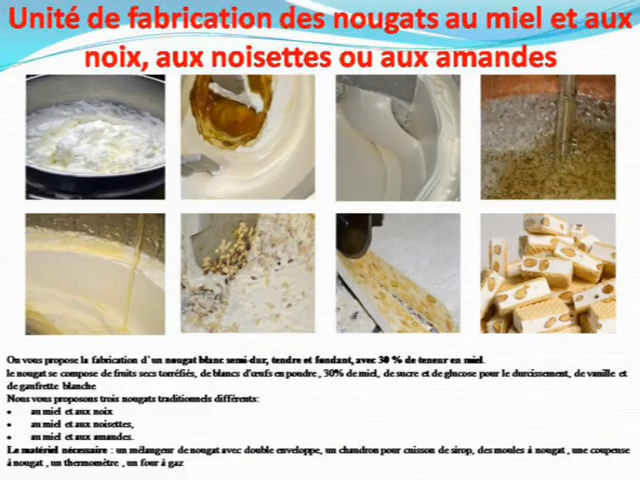 Unité de fabrication des nougats au miel et aux
noix, aux noisettes ou aux amandes
On vous propose la fabrication d'un nougat blanc semi-dur, tendre et fondant, avec 30 % de teneur en miel.
le nougat se compose de fruits secs torréfiés, de blancs d'œufs en poudre , 30% de miel, de sucre et de glucose pour le durcissement, de vanille et
de gaufrette blanche
Nous vous proposons trois nougats traditionnels différents:
• au miel et aux noix
• au miel et aux noisettes,
• au miel et aux amandes.
Le matériel nécessaire : un mélangeur de nougat avec double enveloppe, un chaudron pour cuisson de sirop, des moules à nougat , une coupeuse
à nougat , un thermomètre , un four à gaz